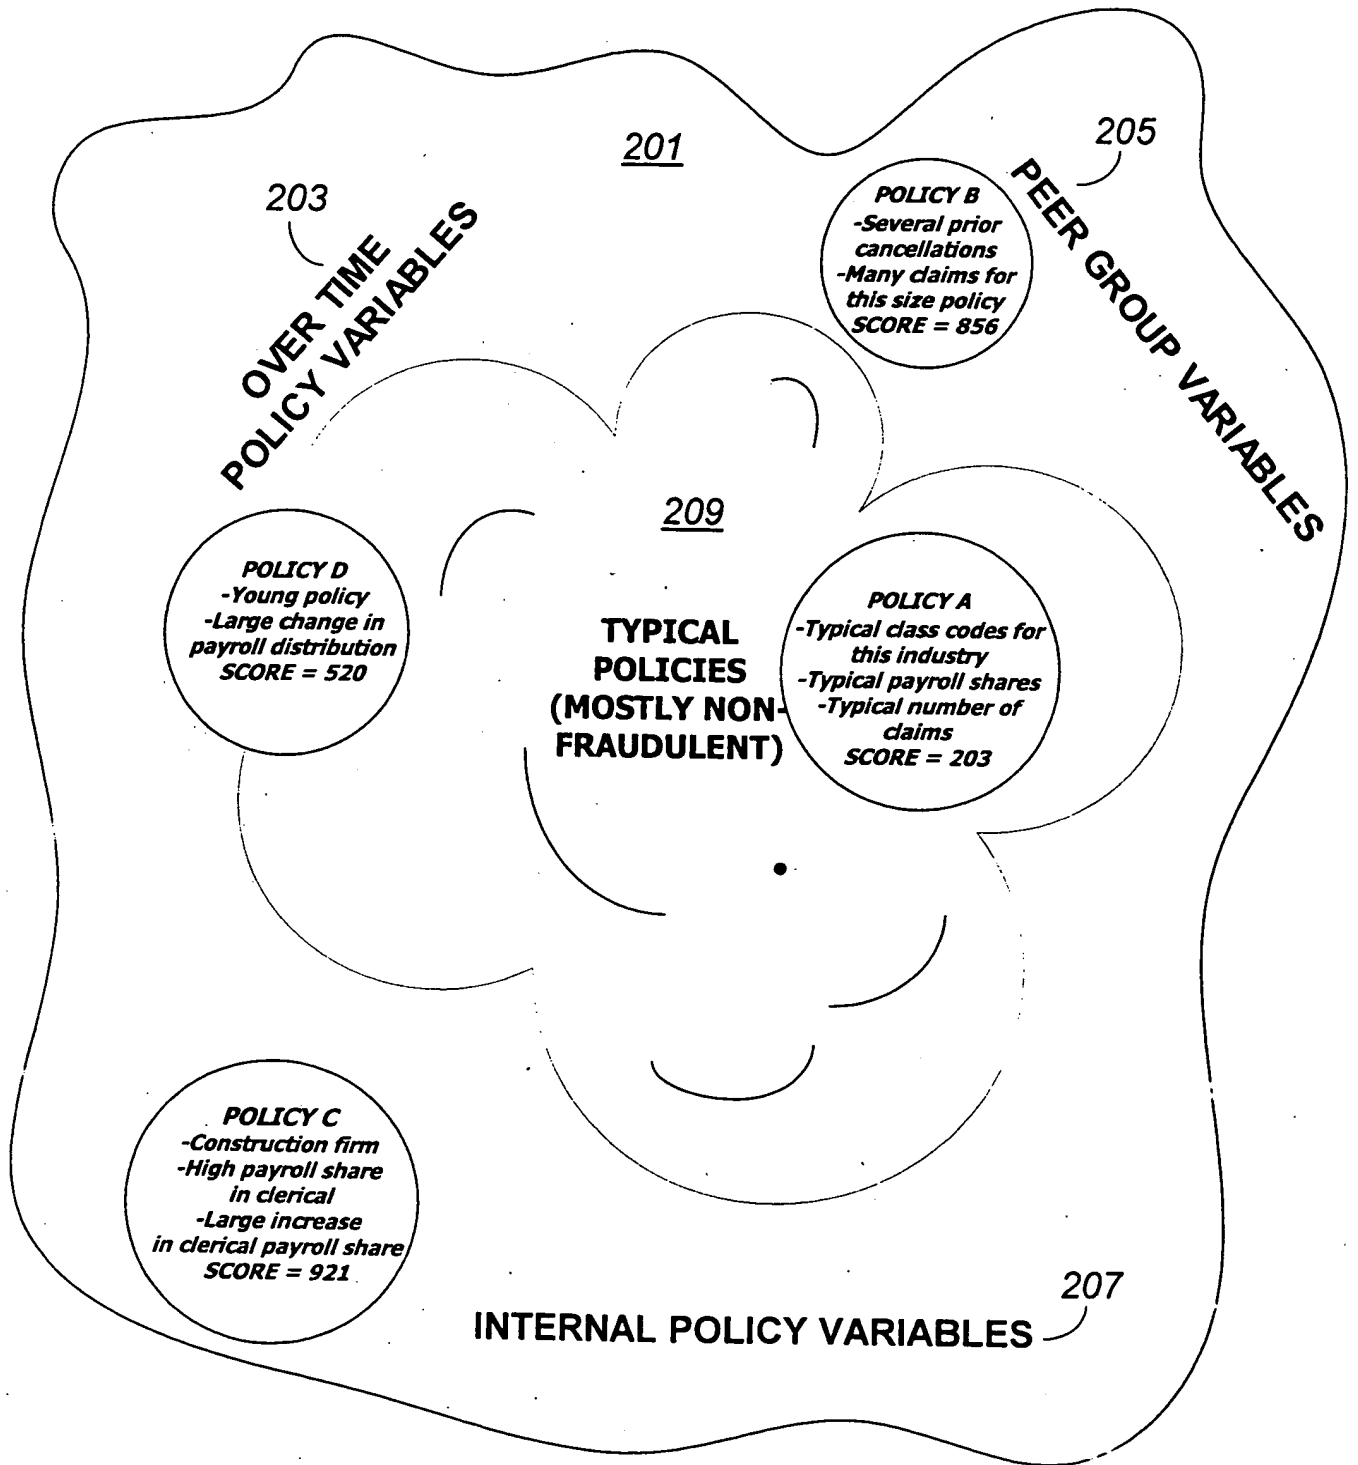 201
205
203
OVER TIME
POLICY VARIABLES
POLICY B
-Several prior
cancellations
-Many claims for
this size policy
SCORE = 856
PEER GROUP VARIABLES
209
TYPICAL
POLICIES
(MOSTLY NON-
FRAUDULENT)
POLICY D
-Young policy
-Large change in
payroll distribution
SCORE = 520
POLICY A
-Typical class codes for
this industry
-Typical payroll shares
-Typical number of
claims
SCORE = 203
POLICY C
-Construction firm
-High payroll share
in clerical
-Large increase
in clerical payroll share
SCORE = 921
207
INTERNAL POLICY VARIABLES